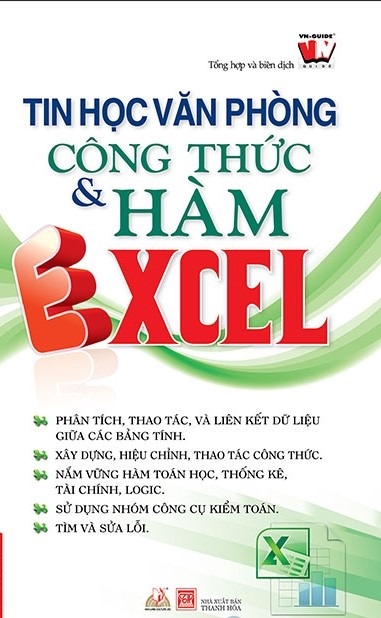 VN-GUIDE
VN
GUIDE
Tổng hợp và biên dịch
TIN HỌC VĂN PHÒNG
CÔNG THỨC
& HÀM
EXCEL
PHÂN TÍCH, THAO TÁC, VÀ LIÊN KẾT DỮ LIỆU
GIỮA CÁC BẢNG TÍNH.
XÂY DỰNG, HIỆU CHỈNH, THAO TÁC CÔNG THỨC.
NẮM VỮNG HÀM TOÁN HỌC, THỐNG KÊ,
TÀI CHÍNH, LOGIC.
SỬ DỤNG NHÓM CÔNG CỤ KIỂM TOÁN.
TÌM VÀ SỬA LỖI.
X
NHÀ XUẤT BẢN
THANH HÓA